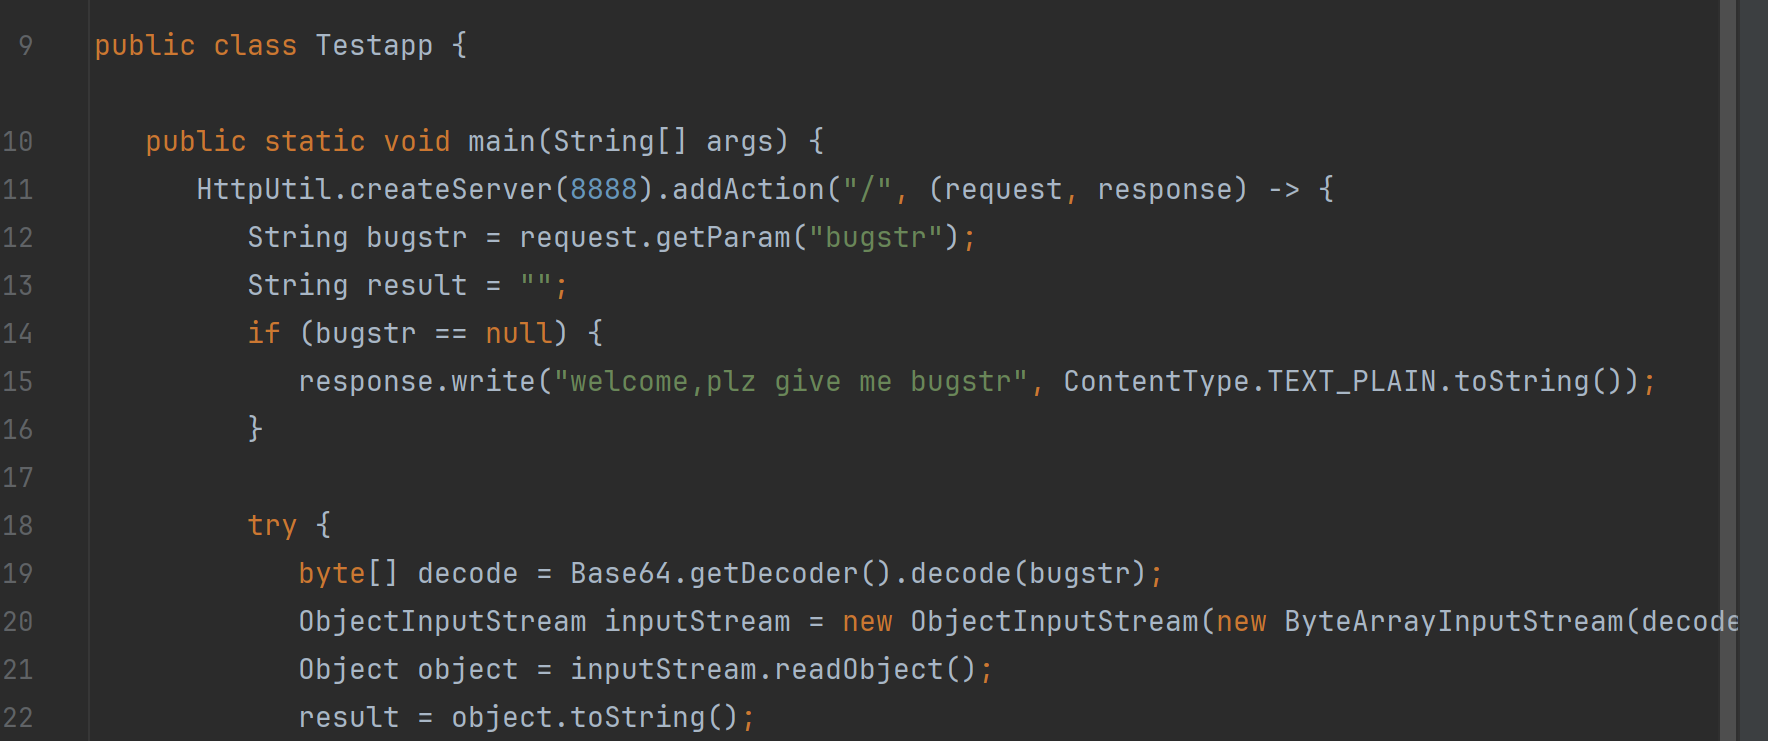 9 public class Testapp {
10 public static void main(String[] args) {
11 HttpUtil.createServer(8888).addAction("/", (request, response) -> {
12 String bugstr = request.getParam("bugstr");
13 String result = "";
14 if (bugstr == null) {
15 response.write("welcome,plz give me bugstr", ContentType.TEXT_PLAIN.toString());
16 }
17
18 try {
19 byte[] decode = Base64.getDecoder().decode(bugstr);
20 ObjectInputStream inputStream = new ObjectInputStream(new ByteArrayInputStream(decode
21 Object object = inputStream.readObject();
22 result = object.toString();